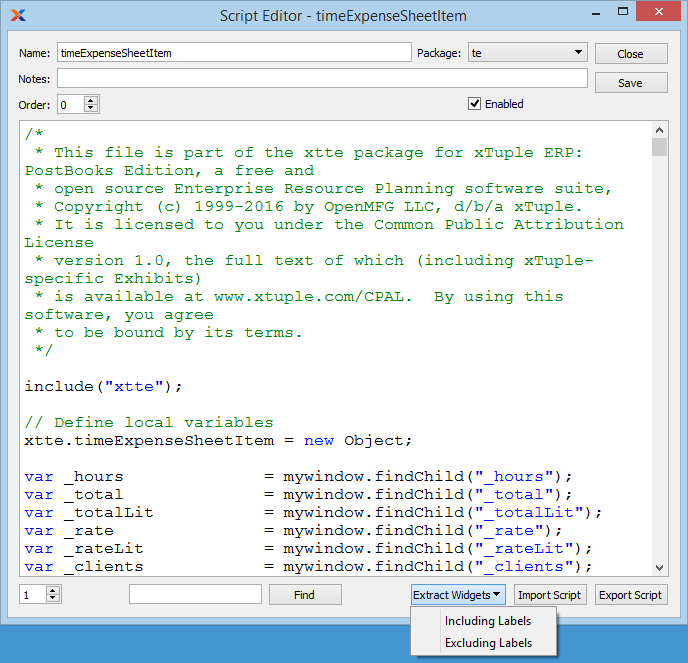 Script Editor - timeExpenseSheetItem
Name: timeExpenseSheetItem Package: te Close
Notes: Save
Order: 0 Enabled
/*
* This file is part of the xtte package for xTuple ERP:
PostBooks Edition, a free and
* open source Enterprise Resource Planning software suite,
* Copyright (c) 1999-2016 by OpenMFG LLC, d/b/a xTuple.
* It is licensed to you under the Common Public Attribution
License
* version 1.0, the full text of which (including xTuple-
specific Exhibits)
* is available at www.xtuple.com/CPAL.  By using this
software, you agree
* to be bound by its terms.
*/
include("xtte");
// Define local variables
xtte.timeExpenseSheetItem = new Object;
var _hours = mywindow.findChild("_hours");
var _total = mywindow.findChild("_total");
var _totalLit = mywindow.findChild("_totalLit");
var _rate = mywindow.findChild("_rate");
var _rateLit = mywindow.findChild("_rateLit");
var _clients = mywindow.findChild("_clients");
1 Find Extract Widgets Import Script Export Script
Including Labels
Excluding Labels